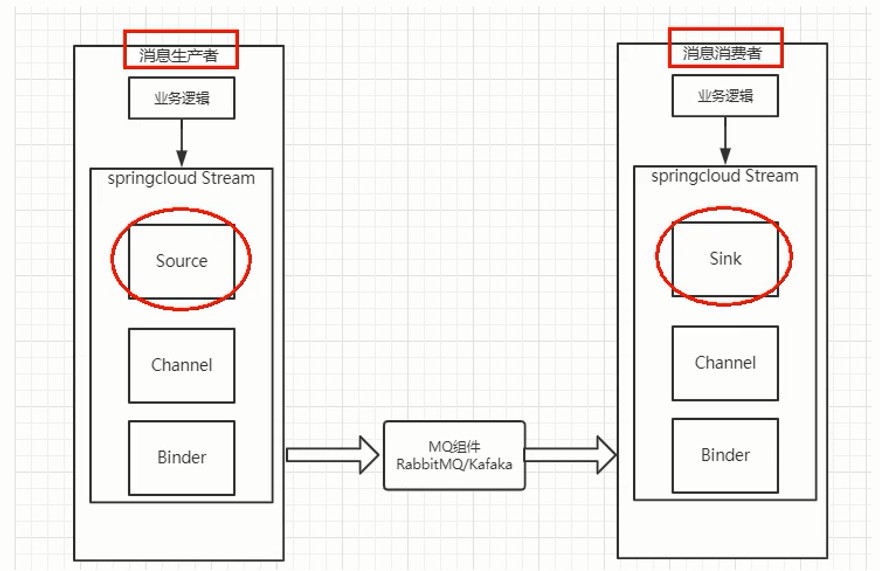 消息生产者
业务逻辑
springcloud Stream
Source
Channel
Binder
MQ组件
RabbitMQ/Kafaka
消息消费者
业务逻辑
springcloud Stream
Sink
Channel
Binder